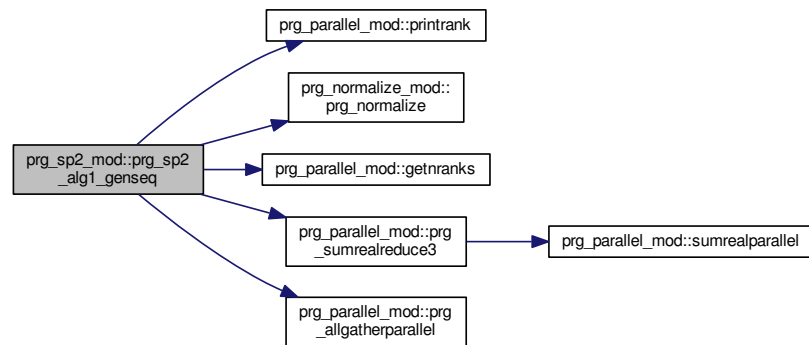 prg_parallel_mod::printrank
prg_normalize_mod::
prg_normalize
prg_sp2_mod::prg_sp2
_alg1_genseq
prg_parallel_mod::getnranks
prg_parallel_mod::prg
_sumrealreduce3
prg_parallel_mod::sumrealparallel
prg_parallel_mod::prg
_allgatherparallel